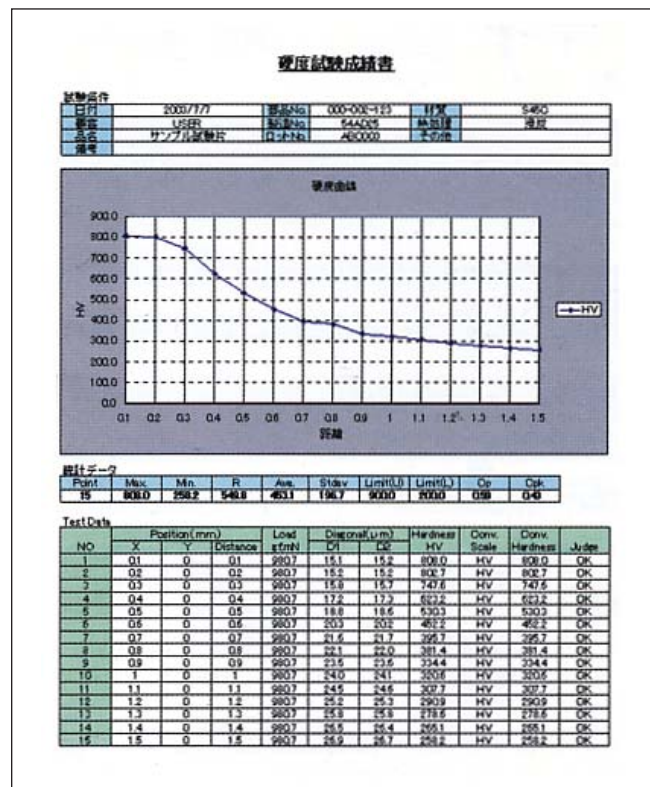 硬度試験成績書
試験条件
日付 2003/7/7 部品No 000-002-123 材質 S45C
客客 USER 製造No 54AD25 熱処理 浸炭
品名 サンプル試験片 ロットNo ABC003 その他
備考
硬度曲線
900.0
800.0
700.0
600.0
500.0
400.0
300.0
200.0
100.0
0.0
HV
0.1 0.2 0.3 0.4 0.5 0.6 0.7 0.8 0.9 1 1.1 1.2 1.3 1.4 1.5
距離
HV
統計データ
Point Max. Min. R Ave. Stdev Limit(U) Limit(L) Cp Cpk
15 808.0 258.2 549.8 453.1 196.7 900.0 200.0 0.59 0.43
Test Data
Position(mm) Load Diagonal(μm) Hardness Conv. Conv.
NO X Y Distance gf,mN D1 D2 HV Scale Hardness Judge
1 0.1 0 0.1 980.7 15.1 15.2 808.0 HV 808.0 OK
2 0.2 0 0.2 980.7 15.2 15.2 802.7 HV 802.7 OK
3 0.3 0 0.3 980.7 15.8 15.7 747.6 HV 747.6 OK
4 0.4 0 0.4 980.7 17.2 17.3 623.2 HV 623.2 OK
5 0.5 0 0.5 980.7 18.8 18.6 530.3 HV 530.3 OK
6 0.6 0 0.6 980.7 20.3 20.2 452.2 HV 452.2 OK
7 0.7 0 0.7 980.7 21.6 21.7 395.7 HV 395.7 OK
8 0.8 0 0.8 980.7 22.1 22.0 381.4 HV 381.4 OK
9 0.9 0 0.9 980.7 23.5 23.6 334.4 HV 334.4 OK
10 1 0 1 980.7 24.0 24.1 320.6 HV 320.6 OK
11 1.1 0 1.1 980.7 24.5 24.6 307.7 HV 307.7 OK
12 1.2 0 1.2 980.7 25.2 25.3 290.9 HV 290.9 OK
13 1.3 0 1.3 980.7 25.8 25.8 278.6 HV 278.6 OK
14 1.4 0 1.4 980.7 26.5 26.4 265.1 HV 265.1 OK
15 1.5 0 1.5 980.7 26.9 26.7 258.2 HV 258.2 OK